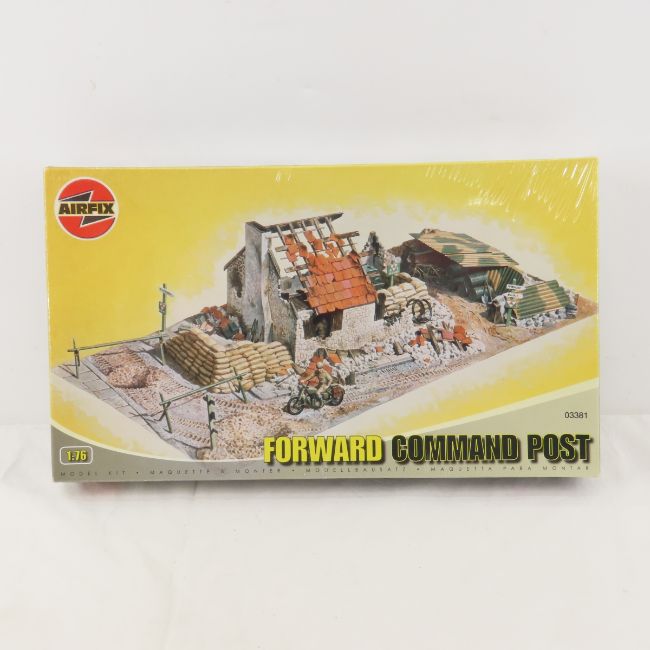 AIRFIX
03381
1:76
FORWARD COMMAND POST
MODEL KIT • MAQUETTE À MONTER • MODELLBAUSATZ • MAQUETTA PARA MONTAR